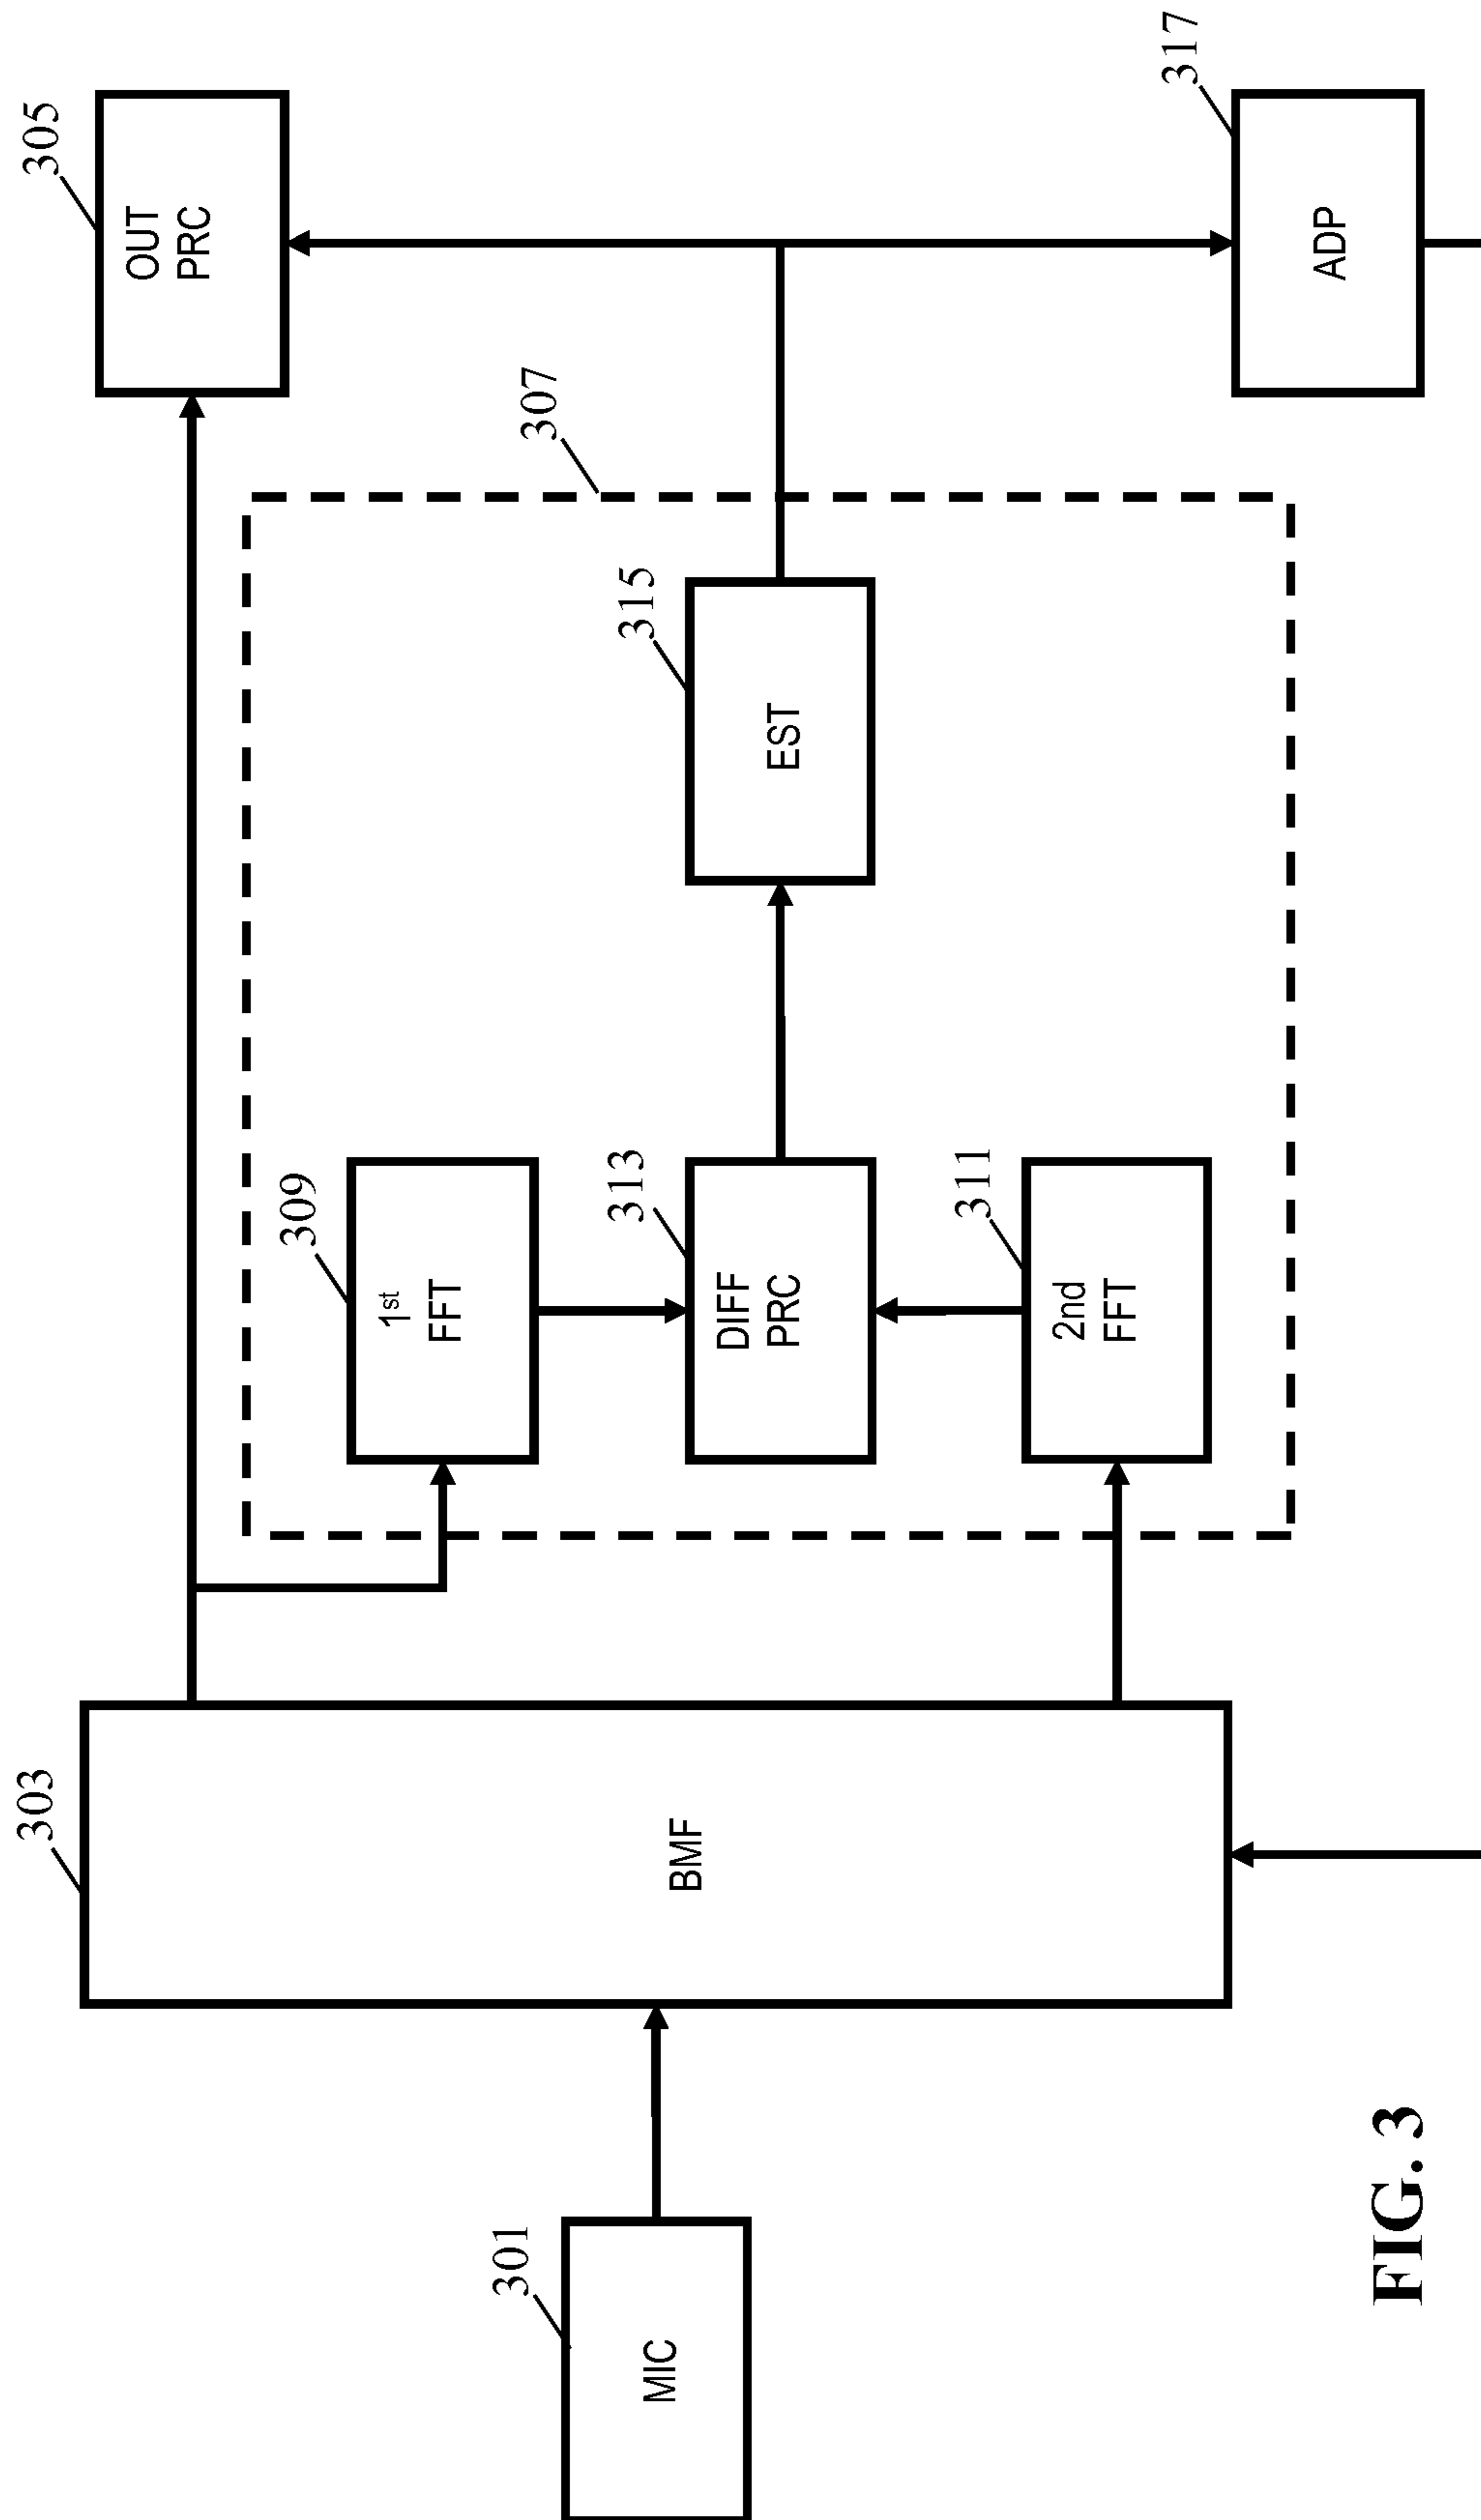 301
MIC
303
BMF
305
OUT
PRC
307
309
1st
FFT
313
DIFF
PRC
311
2nd
FFT
315
EST
317
ADP
FIG. 3